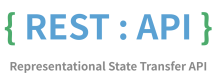 { REST : API }
Representational State Transfer API